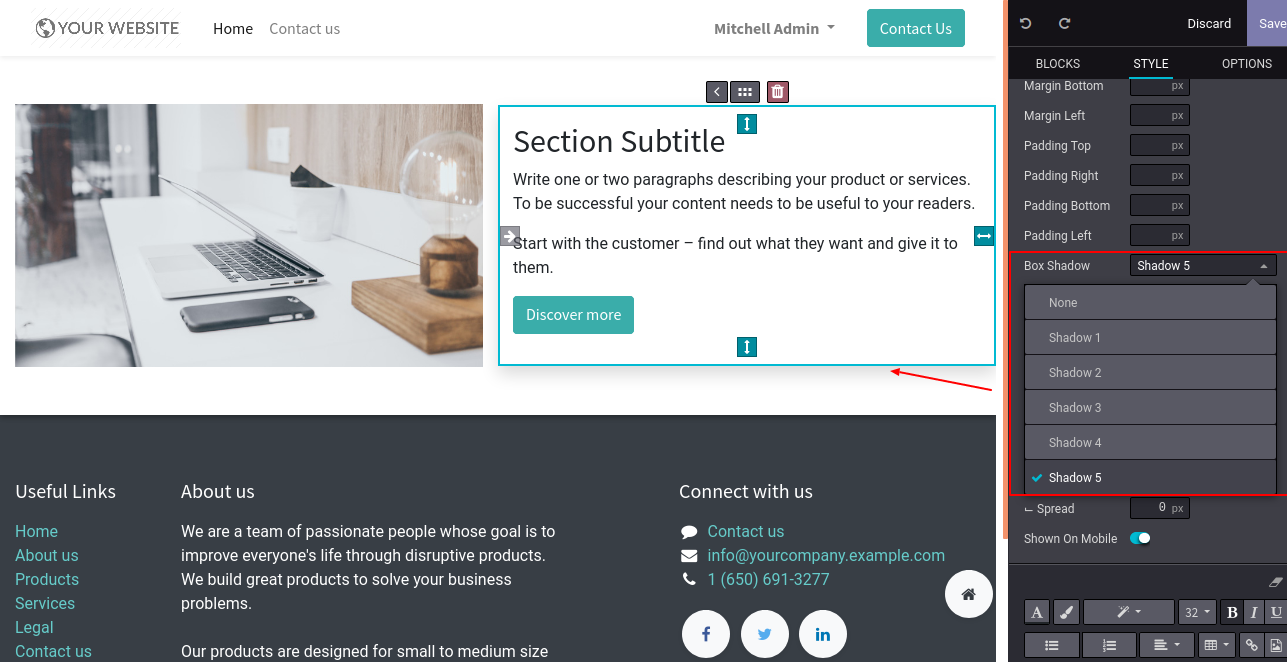 YOUR WEBSITE
Home
Contact us
Mitchell Admin
Contact Us
Section Subtitle
Write one or two paragraphs describing your product or services.
To be successful your content needs to be useful to your readers.
Start with the customer – find out what they want and give it to
them.
Discover more
Useful Links
Home
About us
Products
Services
Legal
Contact us
About us
We are a team of passionate people whose goal is to
improve everyone's life through disruptive products.
We build great products to solve your business
problems.
Our products are designed for small to medium size
Connect with us
Contact us
info@yourcompany.example.com
1 (650) 691-3277
Discard
Save
BLOCKS
STYLE
OPTIONS
Margin Bottom px
Margin Left px
Padding Top px
Padding Right px
Padding Bottom px
Padding Left px
Box Shadow Shadow 5
None
Shadow 1
Shadow 2
Shadow 3
Shadow 4
Shadow 5
Spread 0 px
Shown On Mobile
A
32
B I U